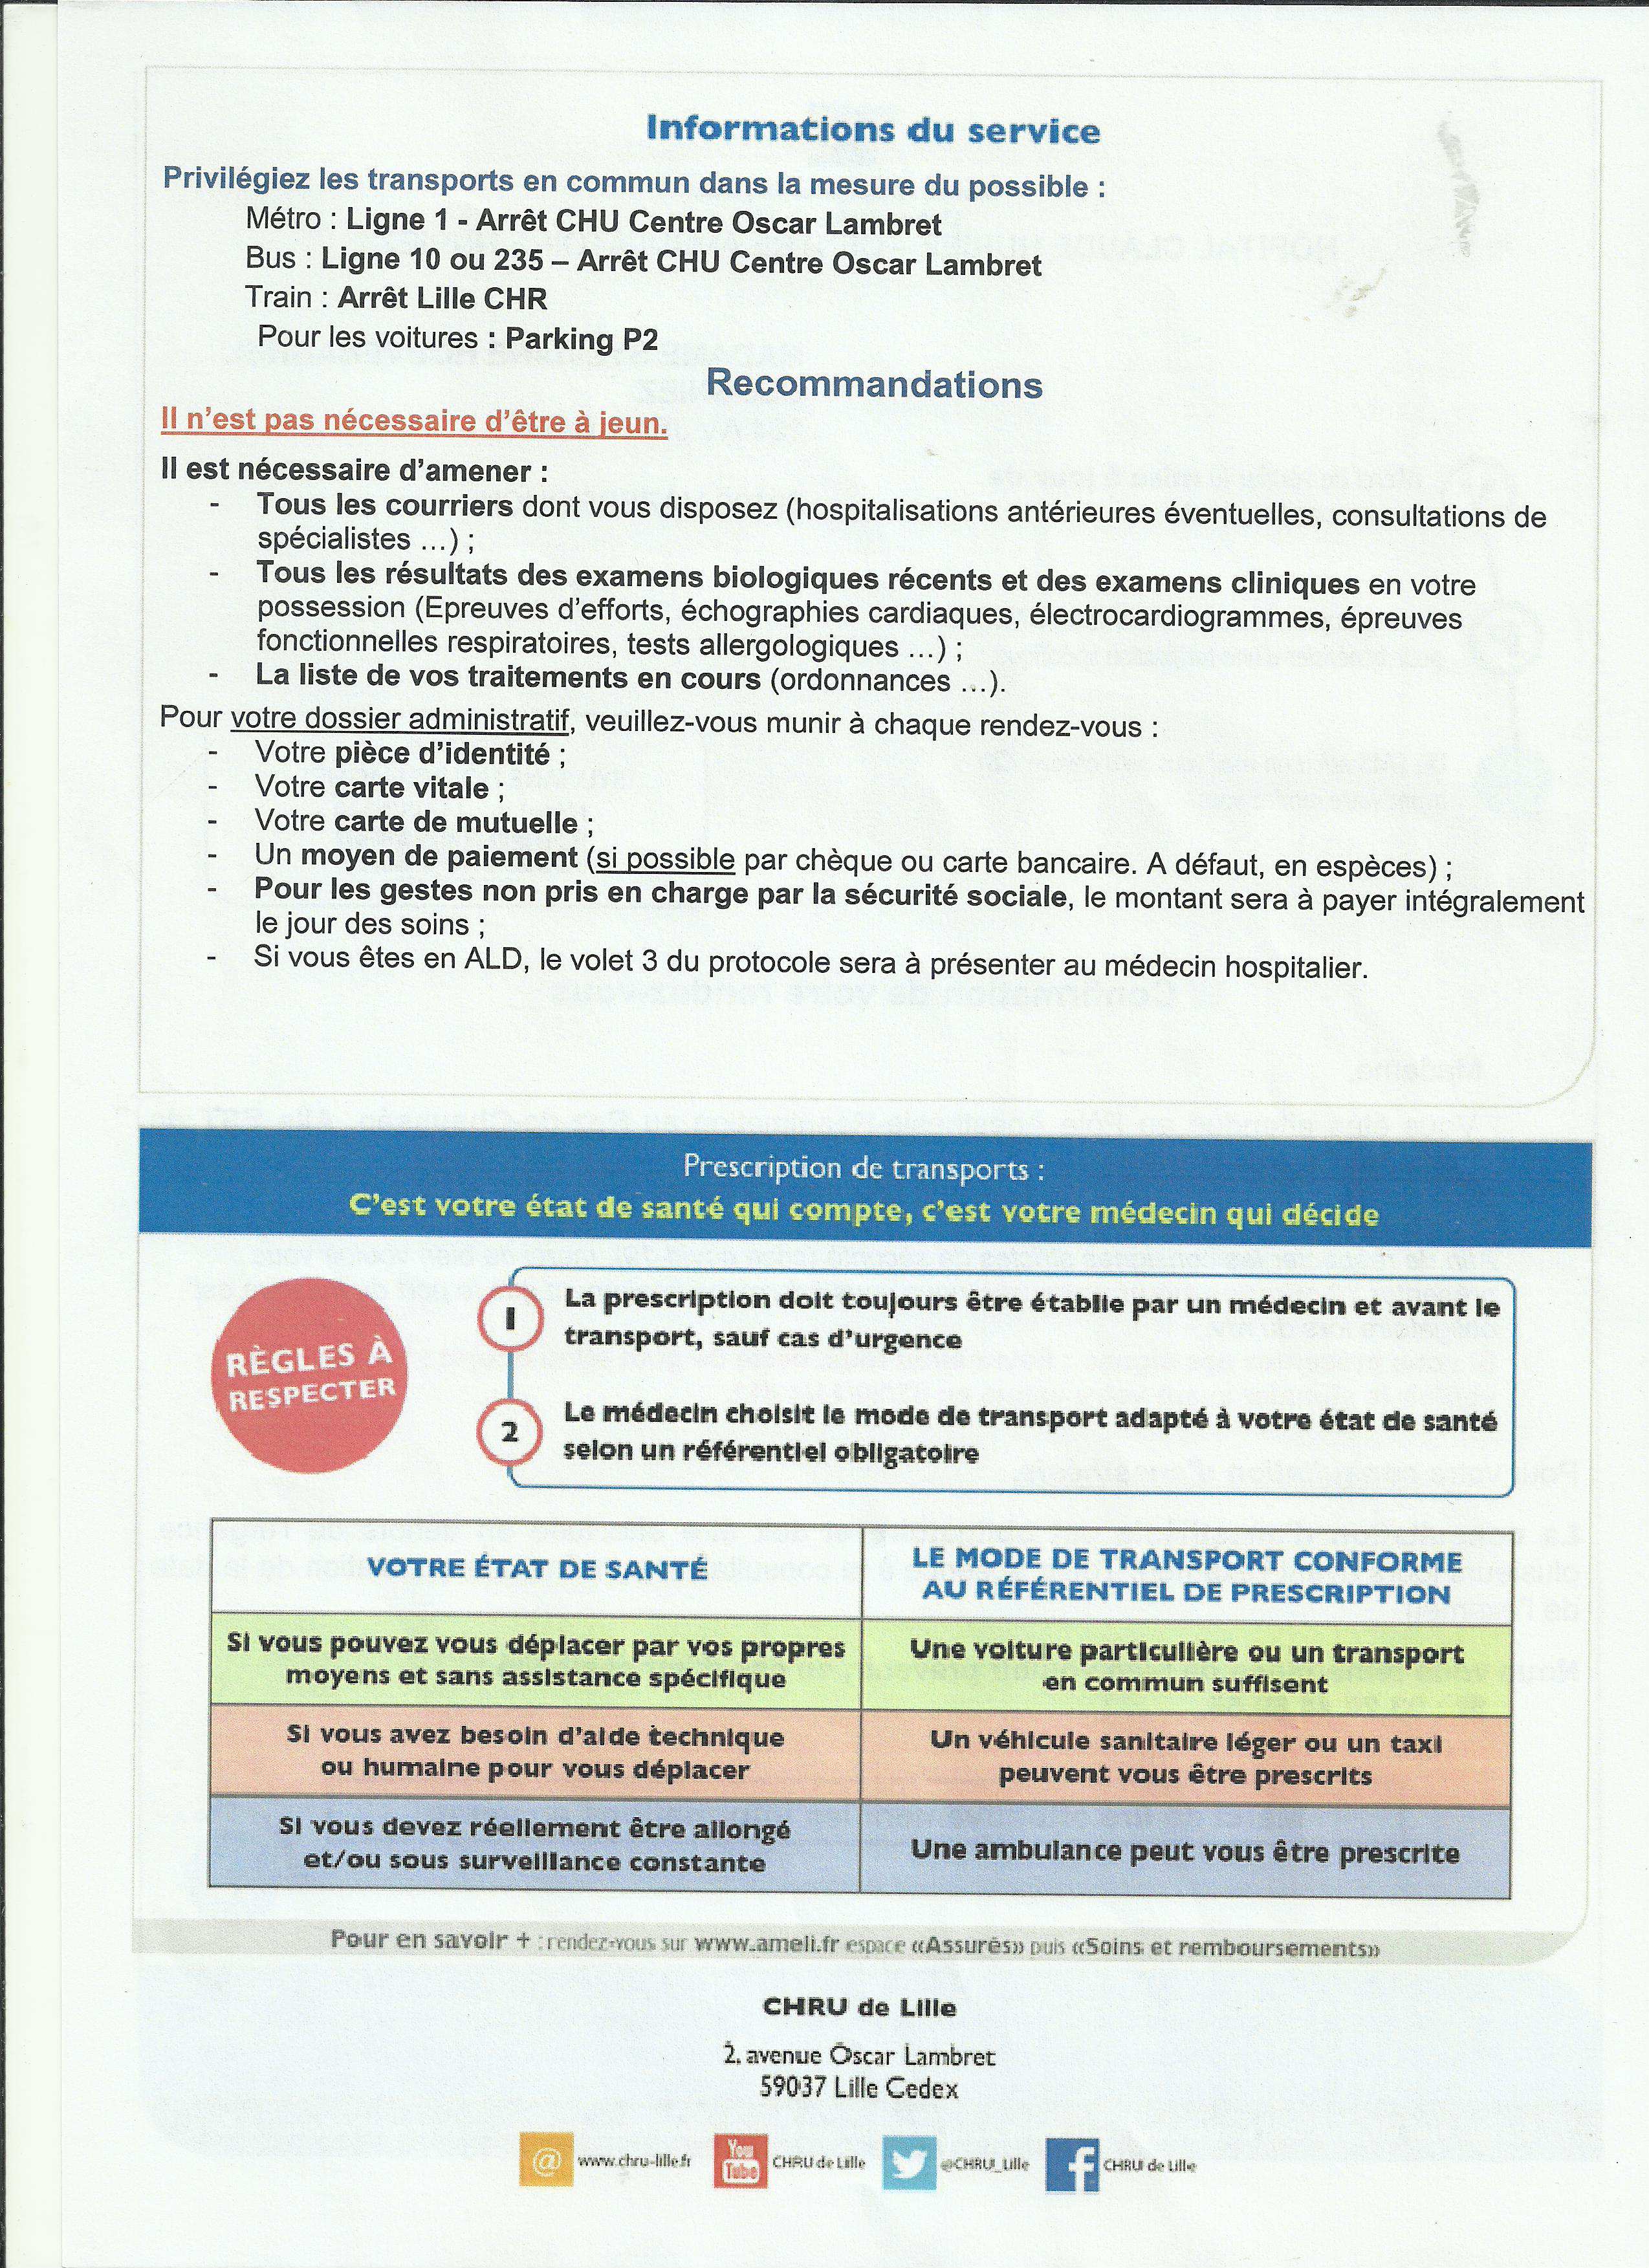 Informations du service
Privilégiez les transports en commun dans la mesure du possible :
Métro : Ligne 1 - Arrêt CHU Centre Oscar Lambret
Bus : Ligne 10 ou 235 – Arrêt CHU Centre Oscar Lambret
Train : Arrêt Lille CHR
Pour les voitures : Parking P2
Recommandations
Il n'est pas nécessaire d'être à jeun.
Il est nécessaire d'amener :
- Tous les courriers dont vous disposez (hospitalisations antérieures éventuelles, consultations de
spécialistes ...) ;
- Tous les résultats des examens biologiques récents et des examens cliniques en votre
possession (Epreuves d'efforts, échographies cardiaques, électrocardiogrammes, épreuves
fonctionnelles respiratoires, tests allergologiques ...) ;
- La liste de vos traitements en cours (ordonnances ...).
Pour votre dossier administratif, veuillez-vous munir à chaque rendez-vous :
- Votre pièce d'identité ;
- Votre carte vitale ;
- Votre carte de mutuelle ;
- Un moyen de paiement (si possible par chèque ou carte bancaire. A défaut, en espèces) ;
- Pour les gestes non pris en charge par la sécurité sociale, le montant sera à payer intégralement
le jour des soins ;
- Si vous êtes en ALD, le volet 3 du protocole sera à présenter au médecin hospitalier.
Prescription de transports :
C'est votre état de santé qui compte, c'est votre médecin qui décide
RÈGLES À
RESPECTER
1 La prescription doit toujours être établie par un médecin et avant le
transport, sauf cas d'urgence
2 Le médecin choisit le mode de transport adapté à votre état de santé
selon un référentiel obligatoire
VOTRE ÉTAT DE SANTÉ
LE MODE DE TRANSPORT CONFORME
AU RÉFÉRENTIEL DE PRESCRIPTION
Si vous pouvez vous déplacer par vos propres
moyens et sans assistance spécifique
Une voiture particulière ou un transport
en commun suffisent
Si vous avez besoin d'aide technique
ou humaine pour vous déplacer
Un véhicule sanitaire léger ou un taxi
peuvent vous être prescrits
Si vous devez réellement être allongé
et/ou sous surveillance constante
Une ambulance peut vous être prescrite
Pour en savoir + : rendez-vous sur www.ameli.fr espace «Assurés» puis «Soins et remboursements»
CHRU de Lille
2, avenue Oscar Lambret
59037 Lille Cedex
@ www.chru-lille.fr You Tube CHRU de Lille @CHRU_Lille f CHRU de Lille